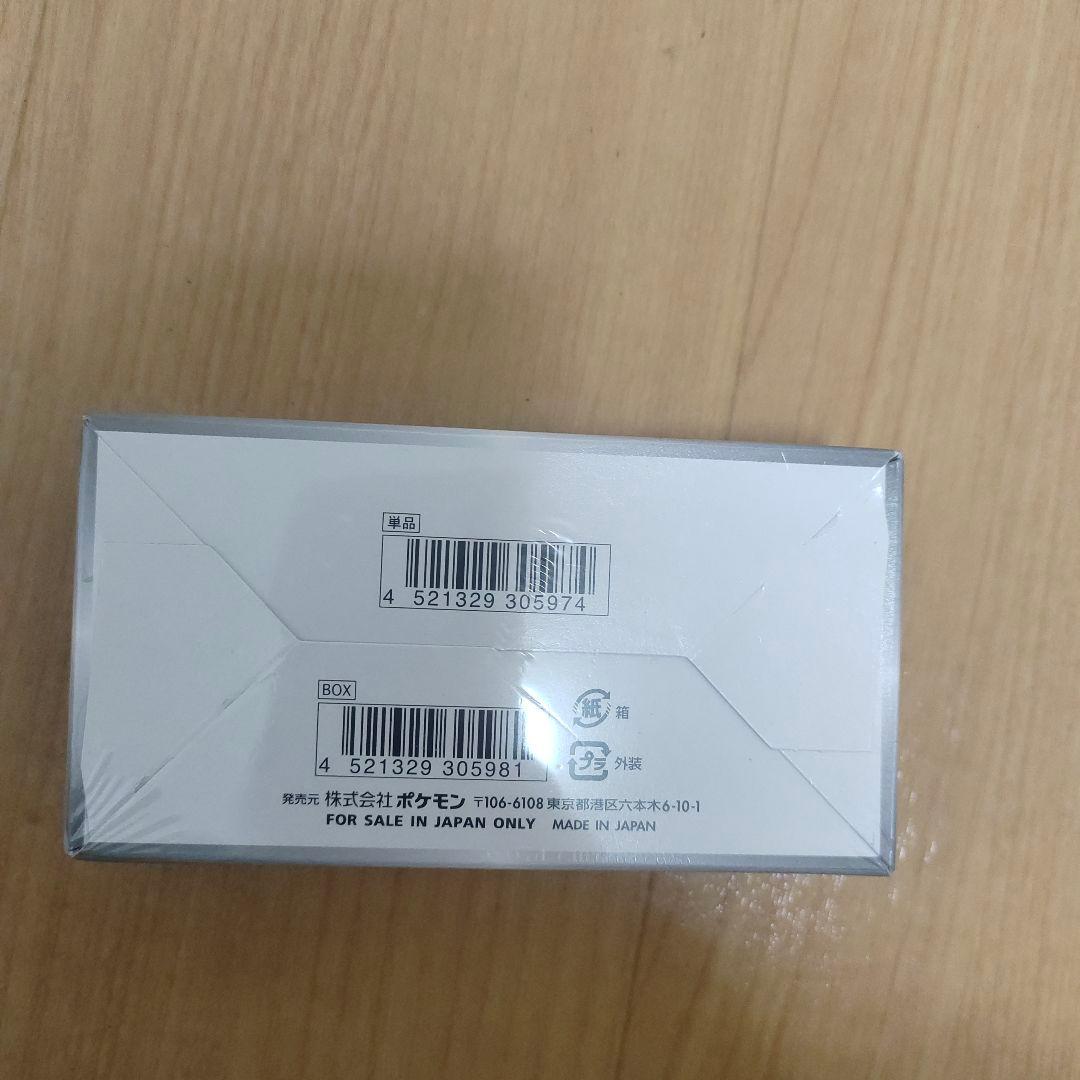 単品
4 521329 305974
BOX
4 521329 305981
紙 箱
プラ 外装
発売元 株式会社 ポケモン 〒106-6108 東京都港区六本木6-10-1
FOR SALE IN JAPAN ONLY MADE IN JAPAN